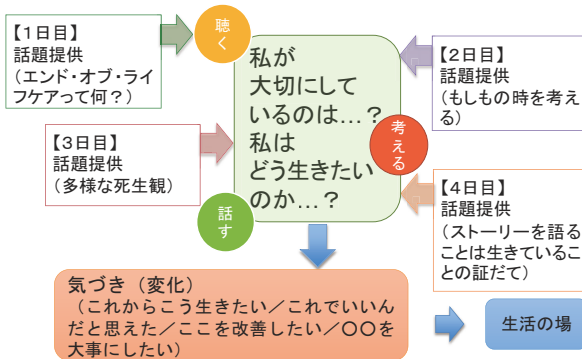 【1日目】
話題提供
（エンド・オブ・ライ
フケアって何？）
聴く
私が
大切にして
いるのは…？
私は
どう生きたい
のか…？
【2日目】
話題提供
（もしもの時を考え
る）
考える
【3日目】
話題提供
（多様な死生観）
話す
【4日目】
話題提供
（ストーリーを語る
ことは生きているこ
との証だて）
気づき（変化）
（これからこう生きたい／これでいいん
だと思えた／ここを改善したい／〇〇を
大事にしたい）
生活の場